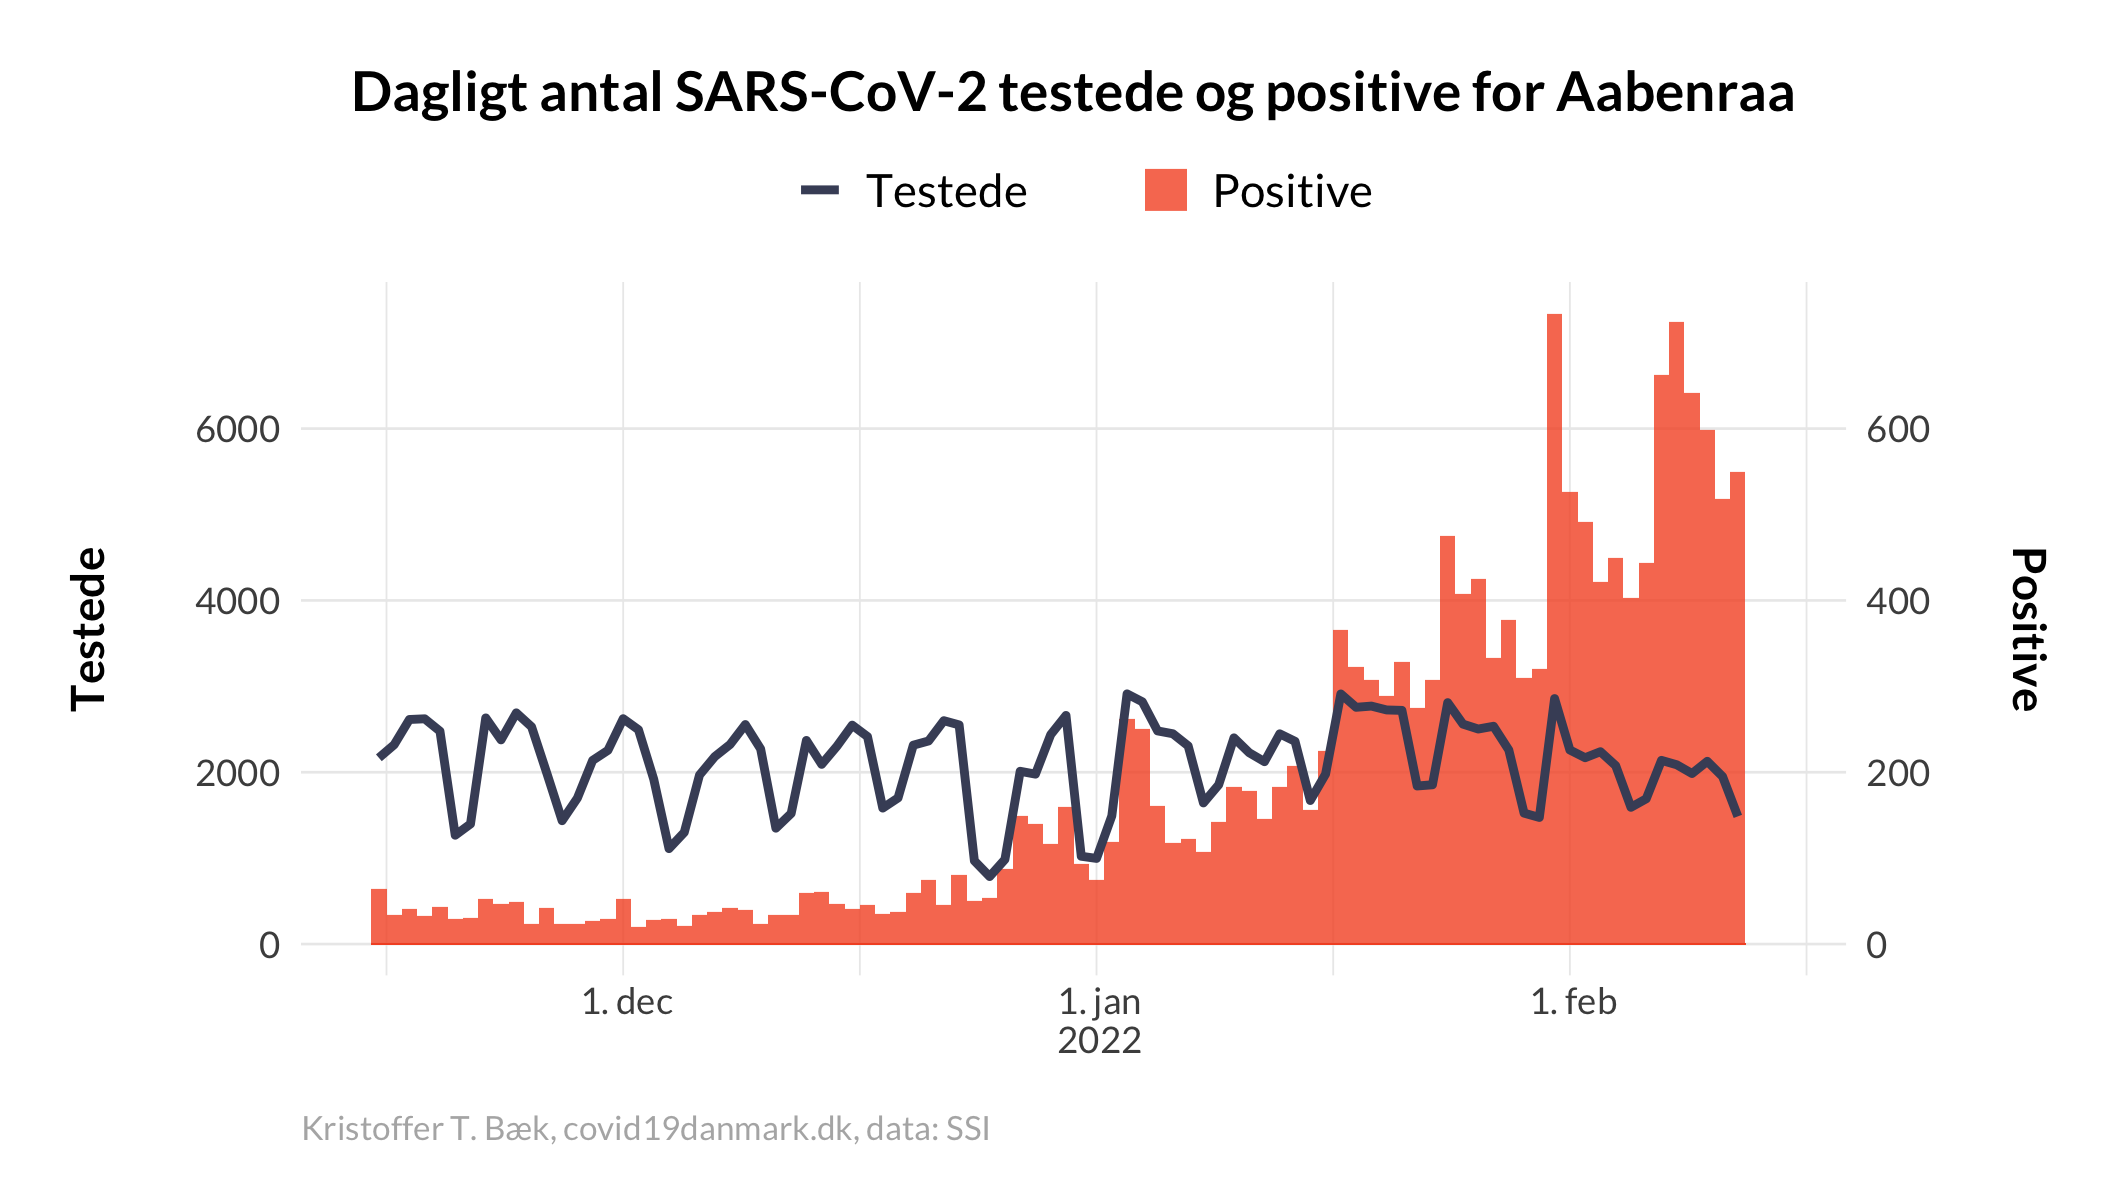 Dagligt antal SARS-CoV-2 testede og positive for Aabenraa
Testede
Positive
6000
4000
2000
0
Testede
600
400
200
0
Positive
1. dec
1. jan
2022
1. feb
Kristoffer T. Bæk, covid19danmark.dk, data: SSI